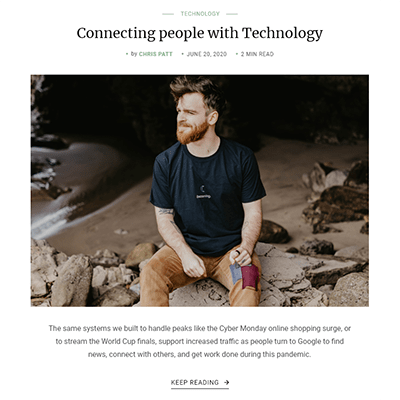 TECHNOLOGY
Connecting people with Technology
• by CHRIS PATT • JUNE 20, 2020 • 2 MIN READ
The same systems we built to handle peaks like the Cyber Monday online shopping surge, or
to stream the World Cup finals, support increased traffic as people turn to Google to find
news, connect with others, and get work done during this pandemic.
KEEP READING →